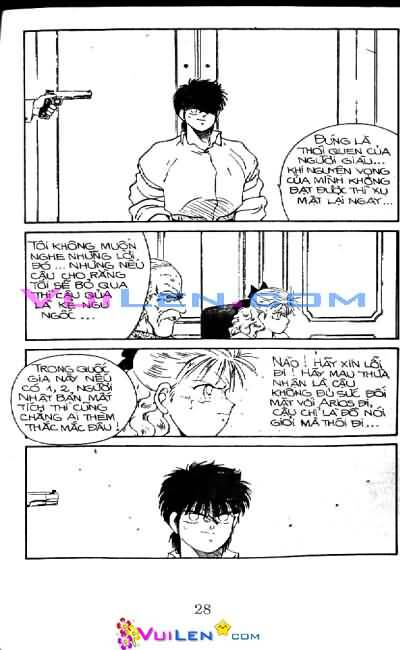 ĐÚNG LÀ
THÓI QUEN CỦA
NGƯỜI GIÀU...
KHI NGUYỆN VỌNG
CỦA MÌNH KHÔNG
ĐẠT ĐƯỢC THÌ XỤ
MẶT LẠI NGAY...
TÔI KHÔNG MUỐN
NGHE NHỮNG LỜI
ĐÓ... NHƯNG NẾU
CẬU CHO RẰNG
TÔI SẼ BỎ QUA
THÌ CẬU QUẢ
LÀ KẺ NGU
NGỐC...
VUILEN.COM
NÀO! HÃY XIN LỖI
ĐI! HÃY MAU THỪA
NHẬN LÀ CẬU
KHÔNG ĐỦ SỨC ĐỐI
MẶT VỚI ARIOS ĐI,
CẬU CHỈ LÀ ĐỒ NÓI
GIỎI MÀ THÔI ĐI...
TRONG QUỐC
GIA NÀY NẾU
CÓ 1, 2 NGƯỜI
NHẬT BẢN MẤT
TÍCH THÌ CŨNG
CHẲNG AI THÈM
THẮC MẮC ĐÂU!
28
VUILEN.COM